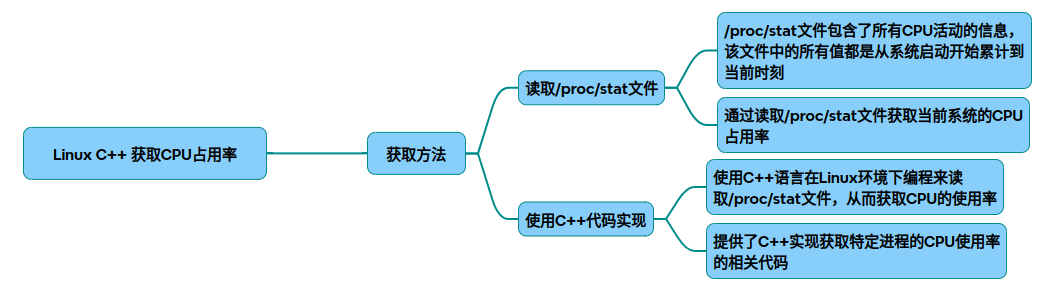 Linux C++ 获取CPU占用率
获取方法
读取/proc/stat文件
/proc/stat文件包含了所有CPU活动的信息，
该文件中的所有值都是从系统启动开始累计到
当前时刻
通过读取/proc/stat文件获取当前系统的CPU
占用率
使用C++代码实现
使用C++语言在Linux环境下编程来读
取/proc/stat文件，从而获取CPU的使用率
提供了C++实现获取特定进程的CPU使用率
的相关代码